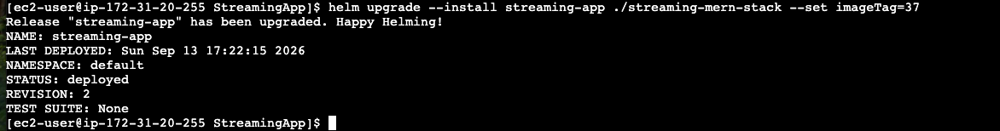 [ec2-user@ip-172-31-20-255 StreamingApp]$ helm upgrade --install streaming-app ./streaming-mern-stack --set imageTag=37
Release "streaming-app" has been upgraded. Happy Helming!
NAME: streaming-app
LAST DEPLOYED: Sun Sep 13 17:22:15 2026
NAMESPACE: default
STATUS: deployed
REVISION: 2
TEST SUITE: None
[ec2-user@ip-172-31-20-255 StreamingApp]$